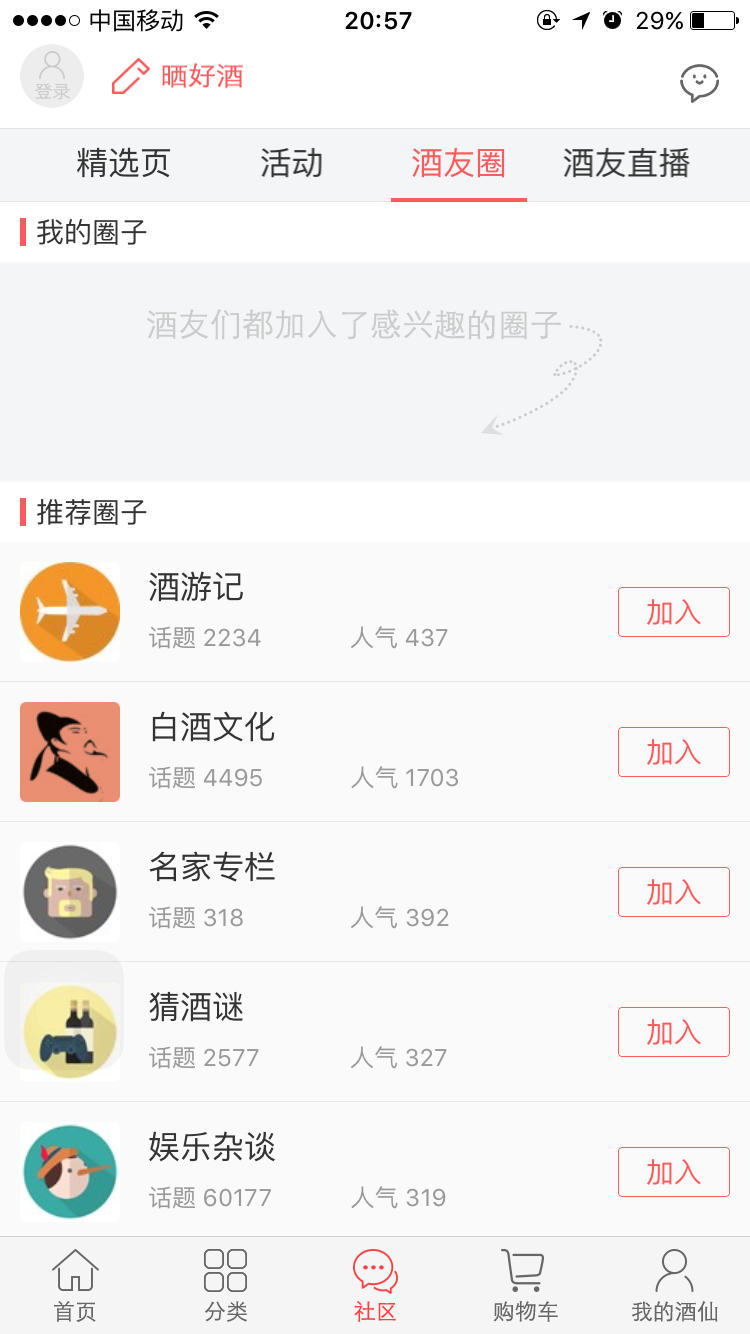 中国移动 20:57 29%
登录 晒好酒
精选页 活动 酒友圈 酒友直播
我的圈子
酒友们都加入了感兴趣的圈子
推荐圈子
酒游记
话题 2234 人气 437
加入
白酒文化
话题 4495 人气 1703
加入
名家专栏
话题 318 人气 392
加入
猜酒谜
话题 2577 人气 327
加入
娱乐杂谈
话题 60177 人气 319
加入
首页 分类 社区 购物车 我的酒仙